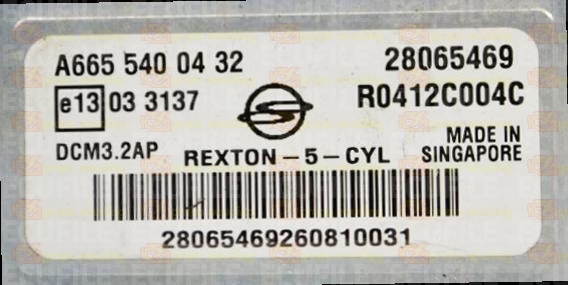 A665 540 04 32
28065469
e13 03 3137
R0412C004C
DCM3.2AP
REXTON-5-CYL
MADE IN
SINGAPORE
28065469260810031